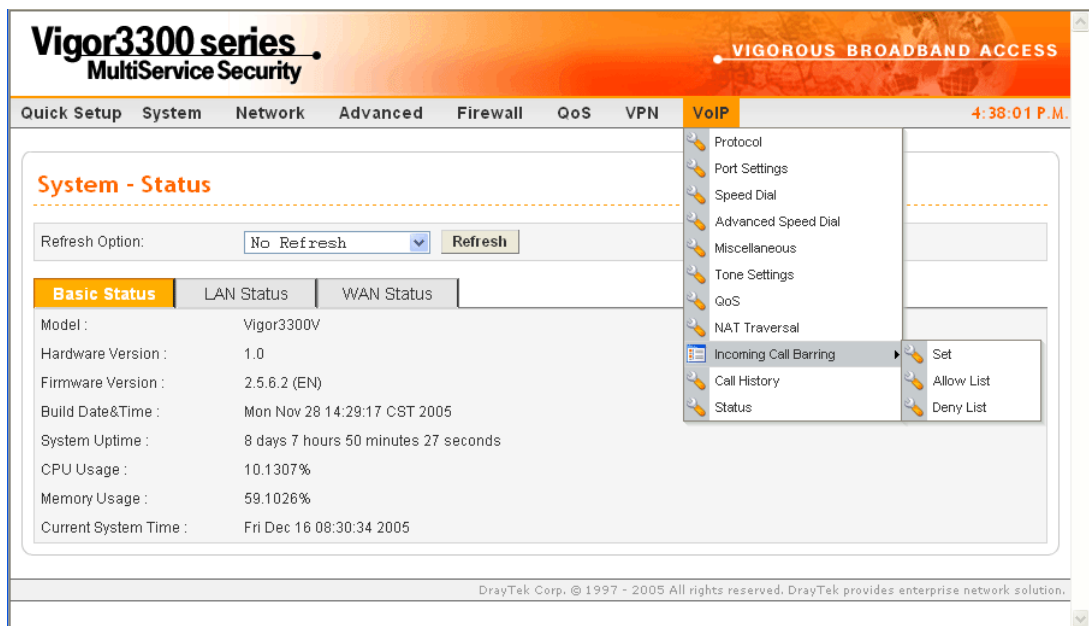 Vigor3300 series
MultiService Security
VIGOROUS BROADBAND ACCESS
Quick Setup System Network Advanced Firewall QoS VPN VoIP 4:38:01 P.M.
Protocol
Port Settings
Speed Dial
Advanced Speed Dial
Miscellaneous
Tone Settings
QoS
NAT Traversal
Incoming Call Barring
Call History
Status
Set
Allow List
Deny List
System - Status
Refresh Option: No Refresh Refresh
Basic Status LAN Status WAN Status
Model : Vigor3300V
Hardware Version : 1.0
Firmware Version : 2.5.6.2 (EN)
Build Date&Time : Mon Nov 28 14:29:17 CST 2005
System Uptime : 8 days 7 hours 50 minutes 27 seconds
CPU Usage : 10.1307%
Memory Usage : 59.1026%
Current System Time : Fri Dec 16 08:30:34 2005
DrayTek Corp. © 1997 - 2005 All rights reserved. DrayTek provides enterprise network solution.